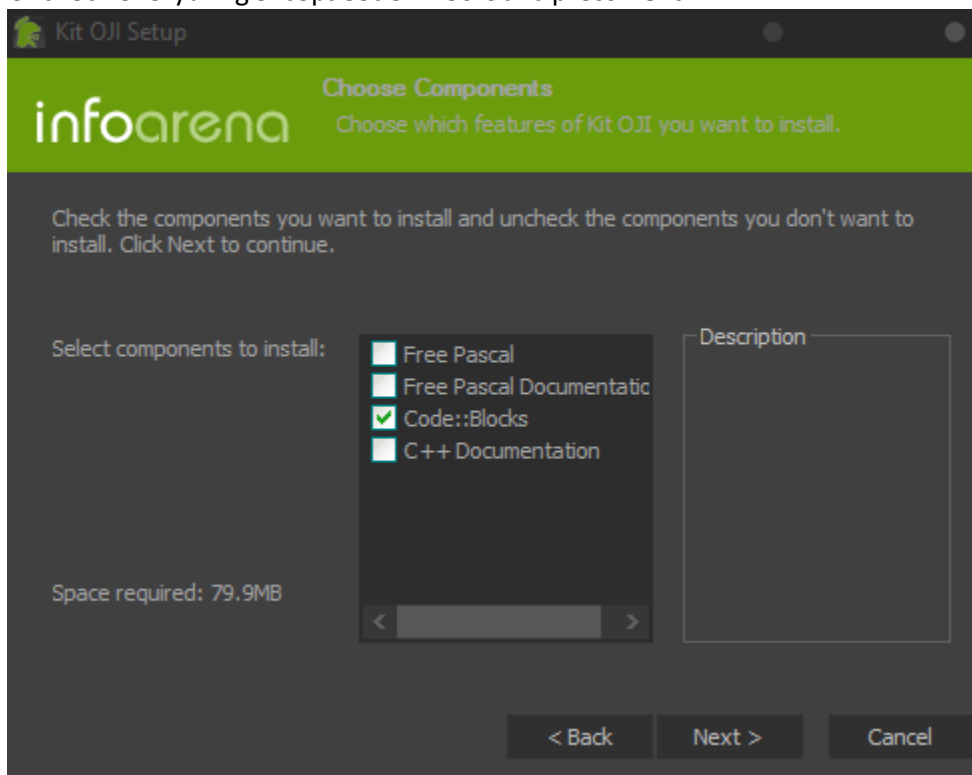 Kit OJI Setup
infoarena
Choose Components
Choose which features of Kit OJI you want to install.
Check the components you want to install and uncheck the components you don't want to
install. Click Next to continue.
Select components to install:
Free Pascal
Free Pascal Documentatic
Code::Blocks
C++ Documentation
Description
Space required: 79.9MB
< Back
Next >
Cancel